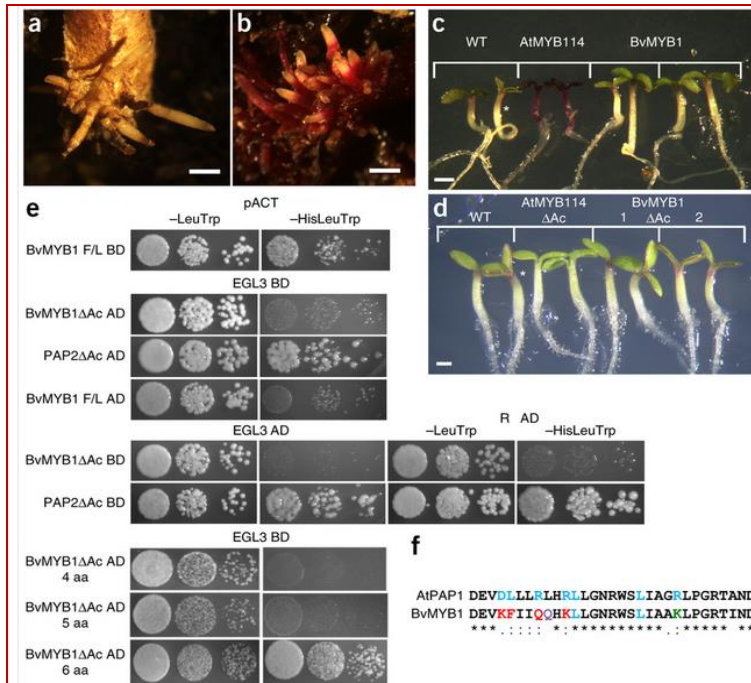 a
b
c
WT AtMYB114 BvMYB1
*
d
WT AtMYB114 ΔAc BvMYB1 ΔAc
1 2
*
e
pACT
–LeuTrp –HisLeuTrp
BvMYB1 F/L BD
EGL3 BD
BvMYB1ΔAc AD
PAP2ΔAc AD
BvMYB1 F/L AD
EGL3 AD
R AD
–LeuTrp –HisLeuTrp
BvMYB1ΔAc BD
PAP2ΔAc BD
EGL3 BD
BvMYB1ΔAc AD
4 aa
BvMYB1ΔAc AD
5 aa
BvMYB1ΔAc AD
6 aa
f
AtPAP1 DEVDLLLRLHRLLGNRWSLIAGRLPGRTAND
BvMYB1 DEVKFIIQQHKLLGNRWSLIAAKLPGRTIND
***.:::: *:**********.:***** **